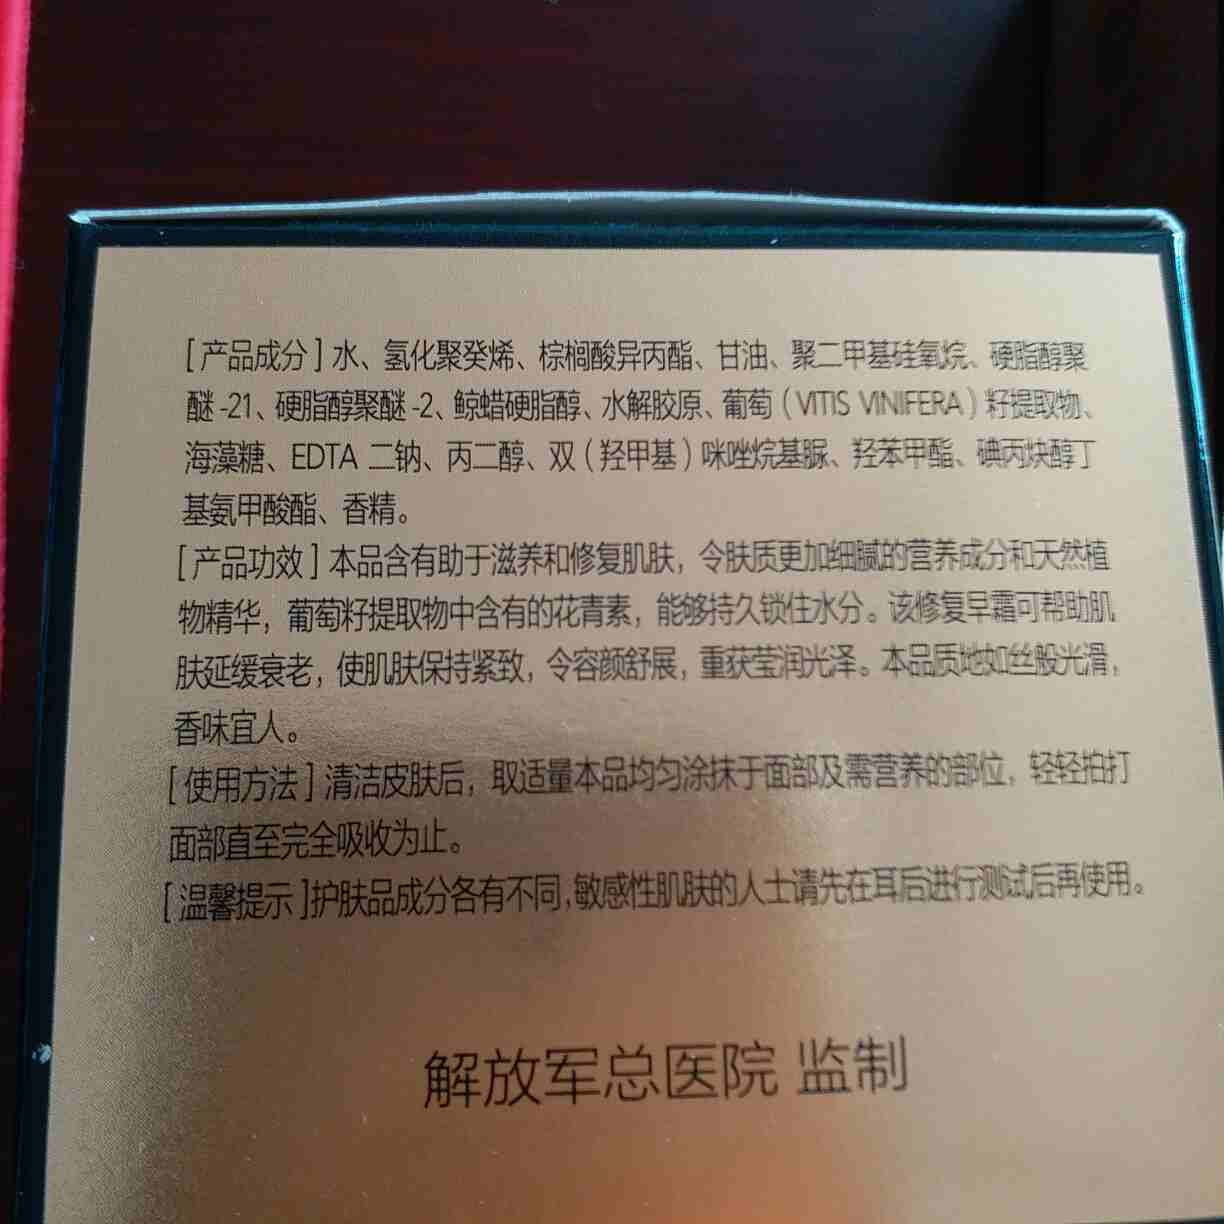 [产品成分]水、氢化聚癸烯、棕榈酸异丙酯、甘油、聚二甲基硅氧烷、硬脂醇聚
醚-21、硬脂醇聚醚-2、鲸蜡硬脂醇、水解胶原、葡萄(VITIS VINIFERA)籽提取物、
海藻糖、EDTA 二钠、丙二醇、双(羟甲基)咪唑烷基脲、羟苯甲酯、碘丙炔醇丁
基氨甲酸酯、香精。
[产品功效]本品含有助于滋养和修复肌肤，令肤质更加细腻的营养成分和天然植
物精华，葡萄籽提取物中含有的花青素，能够持久锁住水分。该修复早霜可帮助肌
肤延缓衰老，使肌肤保持紧致，令容颜舒展，重获莹润光泽。本品质地如丝般光滑，
香味宜人。
[使用方法]清洁皮肤后，取适量本品均匀涂抹于面部及需营养的部位，轻轻拍打
面部直至完全吸收为止。
[温馨提示]护肤品成分各有不同,敏感性肌肤的人士请先在耳后进行测试后再使用。
解放军总医院 监制